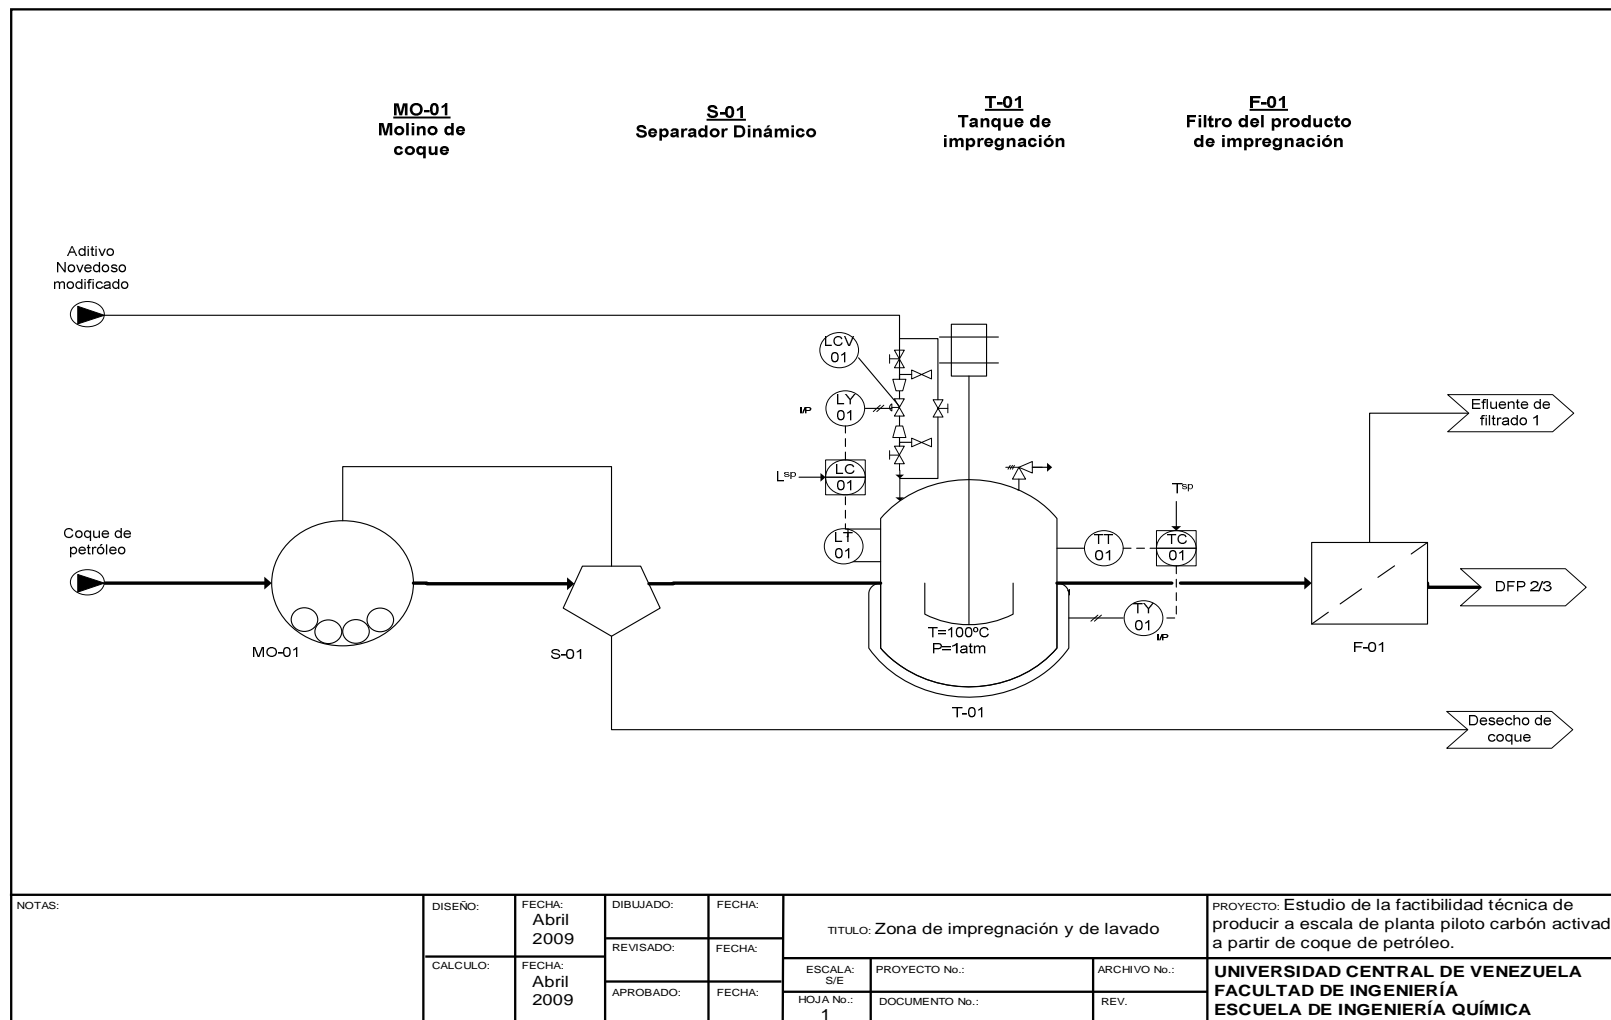 MO-01
Molino de
coque
S-01
Separador Dinámico
T-01
Tanque de
impregnación
F-01
Filtro del producto
de impregnación
Aditivo
Novedoso
modificado
LCV
01
I/P
LY
01
Lsp
LC
01
LT
01
Tsp
TT
01
TC
01
TY
01
I/P
Efluente de
filtrado 1
Coque de
petróleo
DFP 2/3
T=100ºC
P=1atm
MO-01
S-01
F-01
T-01
Desecho de
coque
NOTAS:
DISEÑO:
FECHA:
Abril
2009
DIBUJADO:
FECHA:
REVISADO:
FECHA:
CALCULO:
FECHA:
Abril
2009
APROBADO:
FECHA:
TITULO: Zona de impregnación y de lavado
ESCALA:
S/E
PROYECTO No.:
ARCHIVO No.:
HOJA No.:
1
DOCUMENTO No.:
REV.
PROYECTO: Estudio de la factibilidad técnica de
producir a escala de planta piloto carbón activad
a partir de coque de petróleo.
UNIVERSIDAD CENTRAL DE VENEZUELA
FACULTAD DE INGENIERÍA
ESCUELA DE INGENIERÍA QUÍMICA